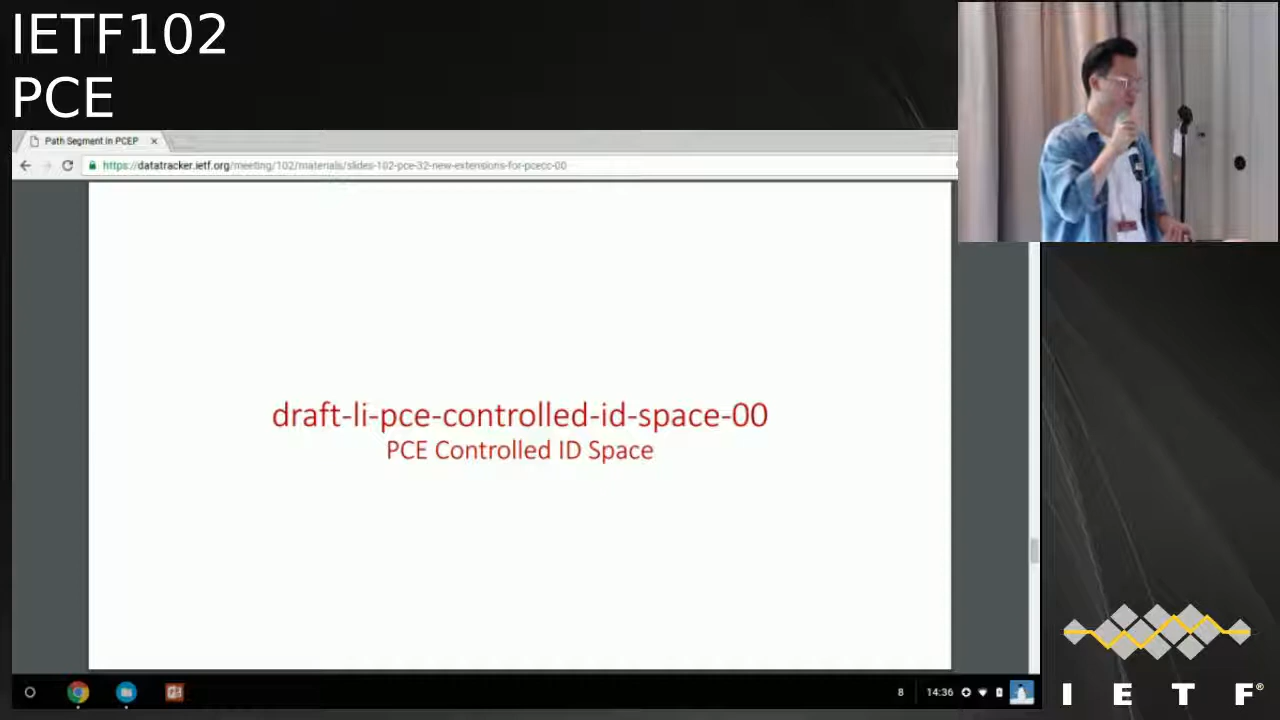 IETF102
PCE
Path Segment in PCEP
https://datatracker.ietf.org/meeting/102/materials/slides-102-pce-32-new-extensions-for-pcecc-00
draft-li-pce-controlled-id-space-00
PCE Controlled ID Space
8
14:36
I E T F®